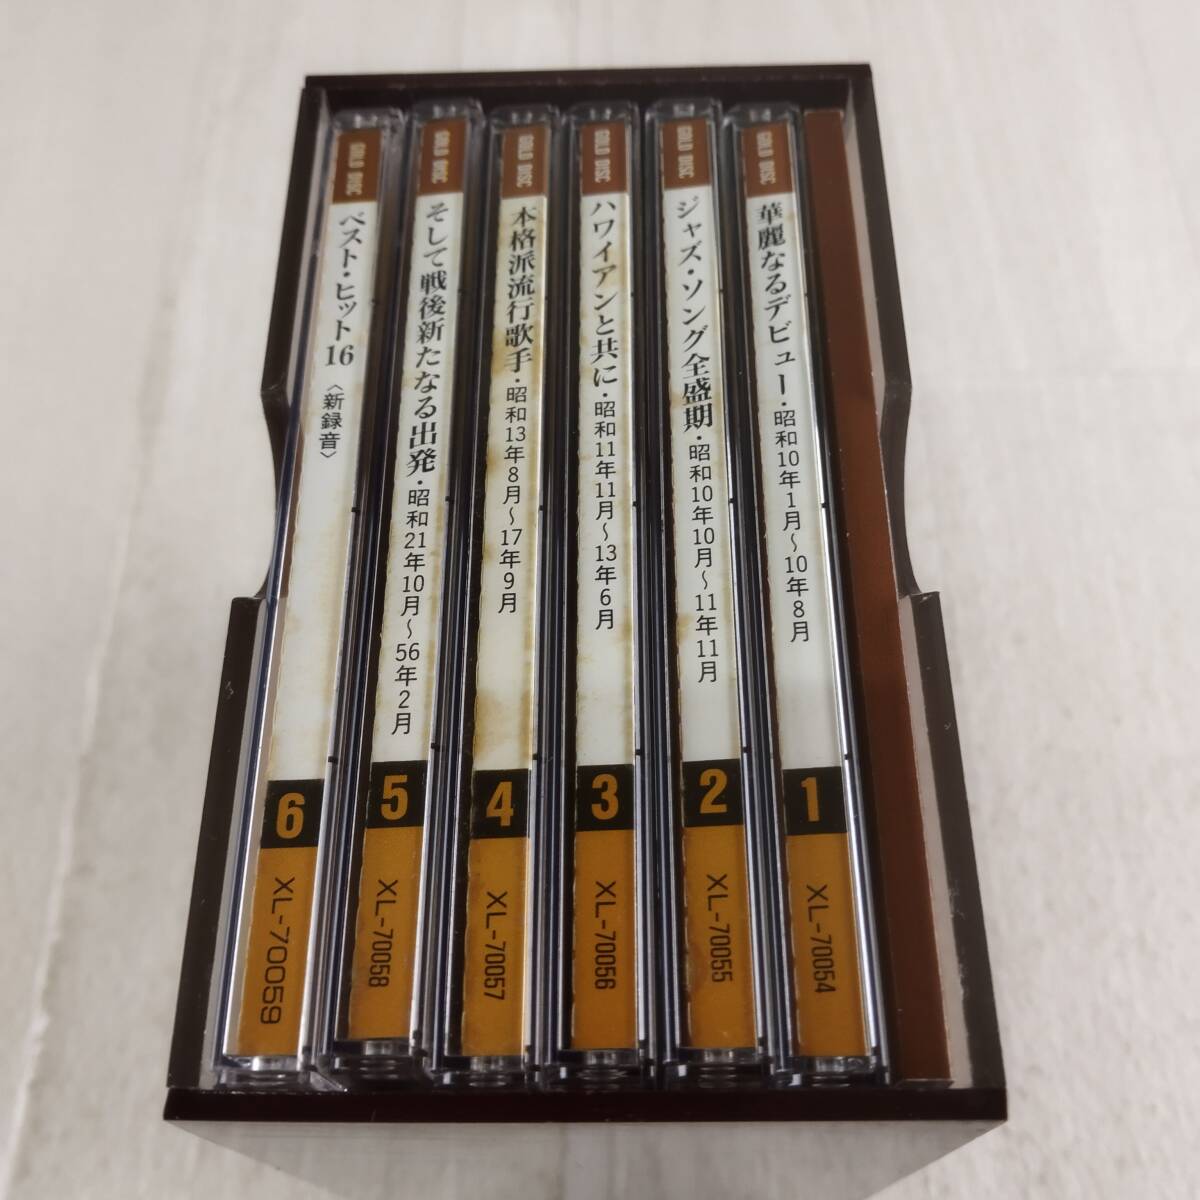 GOLD DISC
ベスト・ヒット16〈新録音〉
6
XL-70059
GOLD DISC
そして戦後新たなる出発・昭和21年10月～56年2月
5
XL-70058
GOLD DISC
本格派流行歌手・昭和13年8月～17年9月
4
XL-70057
GOLD DISC
ハワイアンと共に・昭和11年11月～13年6月
3
XL-70056
GOLD DISC
ジャズ・ソング全盛期・昭和10年10月～11年11月
2
XL-70055
GOLD DISC
華麗なるデビュー・昭和10年1月～10年8月
1
XL-70054